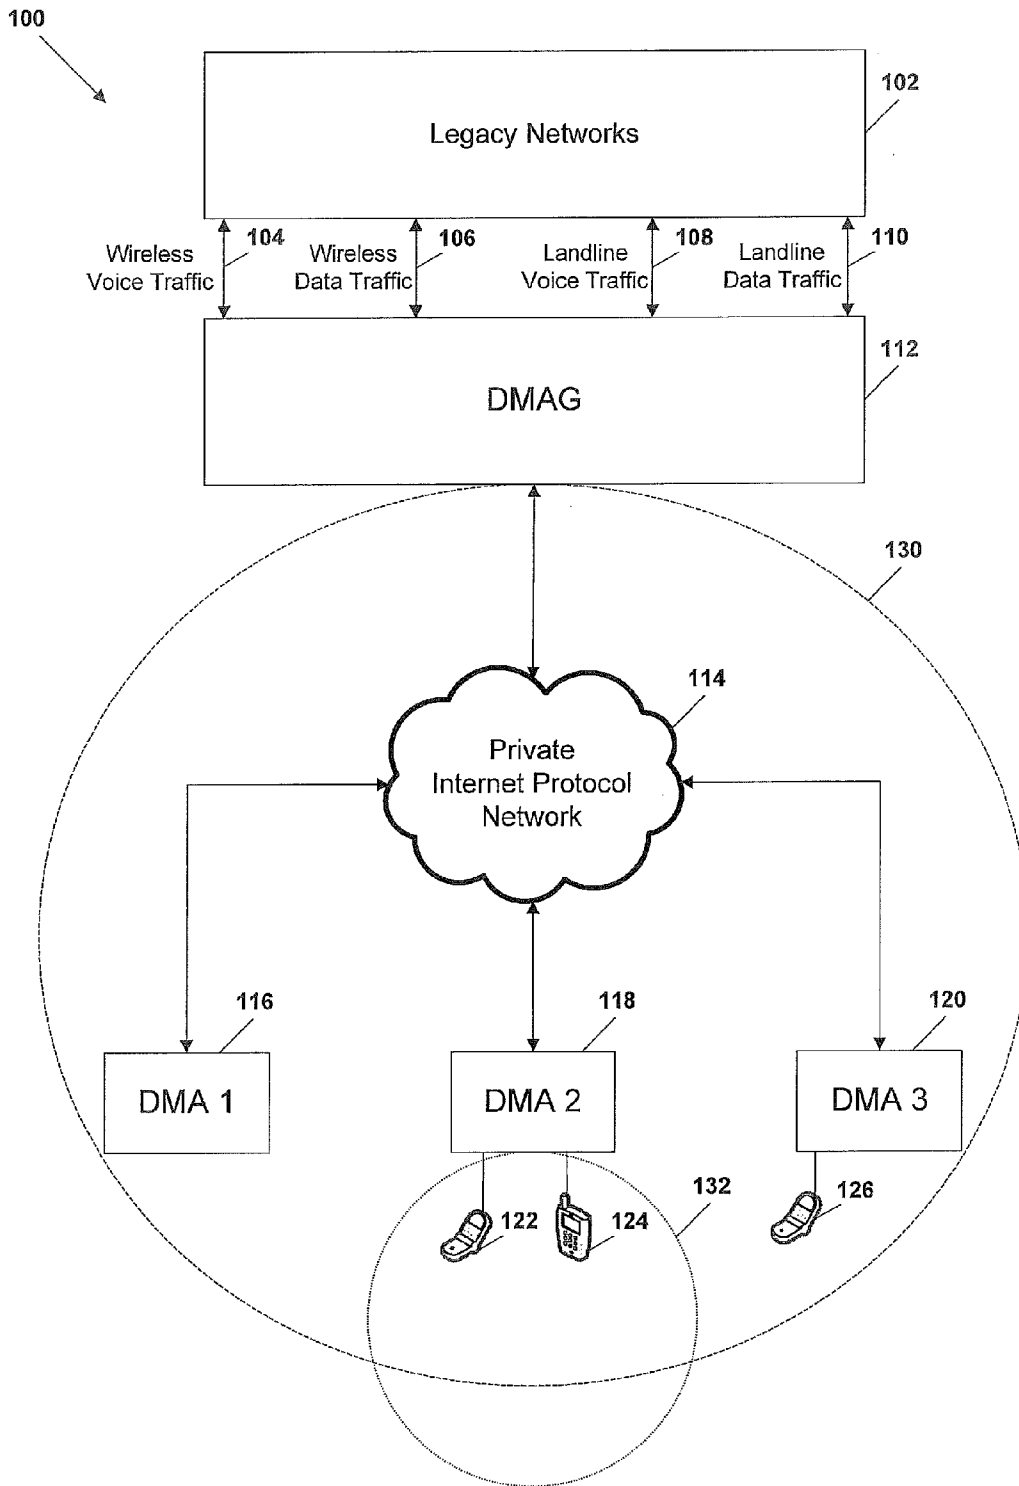 100
102
Legacy Networks
Wireless
Voice Traffic
104
Wireless
Data Traffic
106
Landline
Voice Traffic
108
Landline
Data Traffic
110
112
DMAG
130
114
Private
Internet Protocol
Network
116
118
120
DMA 1
DMA 2
DMA 3
122
124
132
126